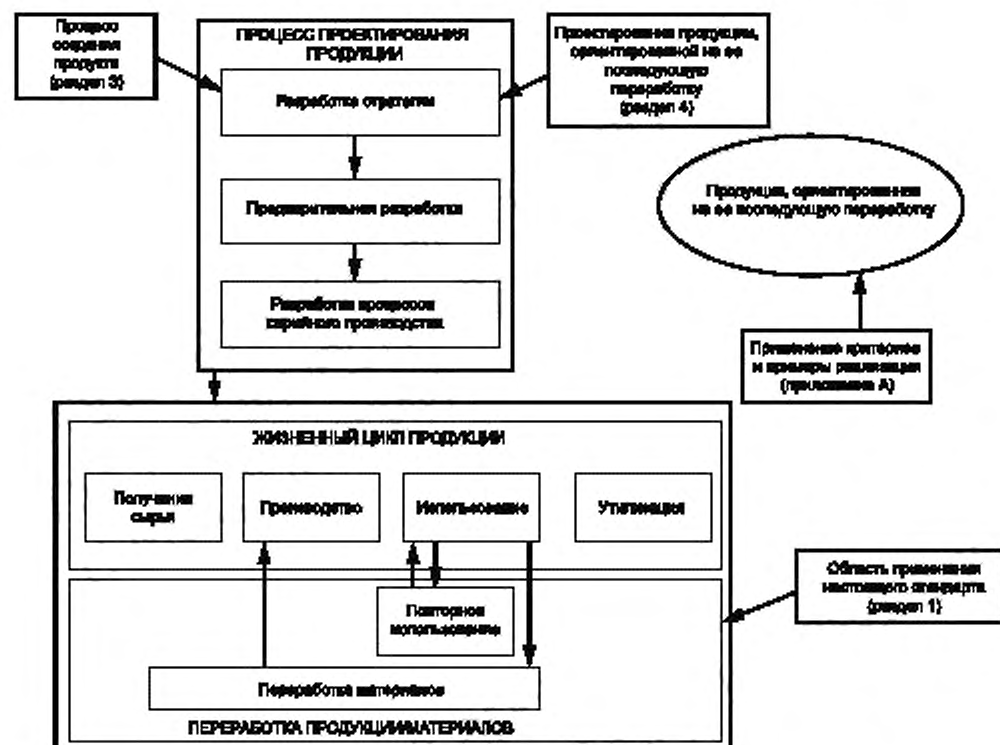 Процесс
создания
продукта
(раздел 3)
ПРОЦЕСС ПРОЕКТИРОВАНИЯ
ПРОДУКЦИИ
Разработка стратегии
Предварительная разработка
Разработка процессов
серийного производства
Проектирование продукции,
ориентированной на ее
последующую
переработку
(раздел 4)
Продукция, ориентированная
на ее последующую переработку
Применение критериев
и примеры реализации
(приложение А)
ЖИЗНЕННЫЙ ЦИКЛ ПРОДУКЦИИ
Получение
сырья
Производство
Использование
Утилизация
Повторное
использование
Переработка материалов
ПЕРЕРАБОТКА ПРОДУКЦИИ/МАТЕРИАЛОВ
Область применения
настоящего стандарта
(раздел 1)